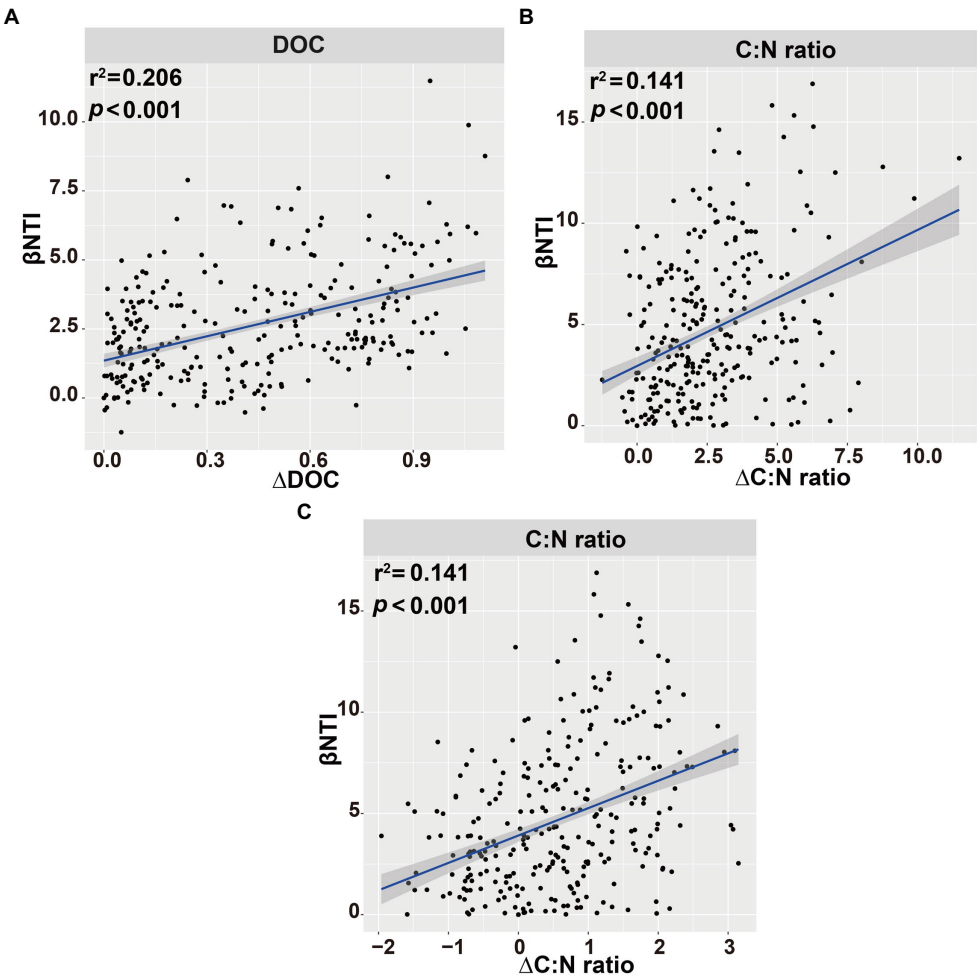 A
DOC
r²=0.206
p<0.001
βNTI
10.0
7.5
5.0
2.5
0.0
0.0 0.3 0.6 0.9
ΔDOC
B
C:N ratio
r²=0.141
p<0.001
βNTI
15
10
5
0
0.0 2.5 5.0 7.5 10.0
ΔC:N ratio
C
C:N ratio
r²=0.141
p<0.001
βNTI
15
10
5
0
−2 −1 0 1 2 3
ΔC:N ratio